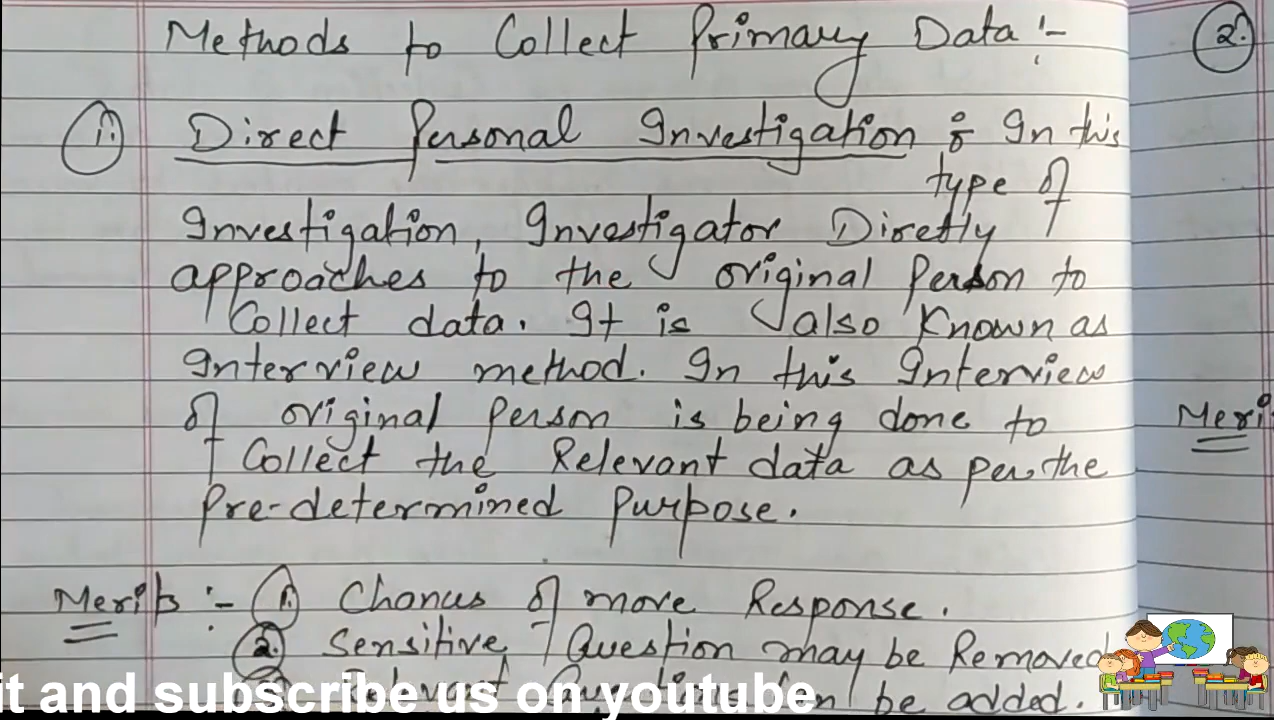 Methods to Collect Primary Data :-
2.
1. Direct Personal Investigation : In this
type of
Investigation, Investigator Diretly
approaches to the original Person to
Collect data. It is also Known as
Interview method. In this Interview
of original Person is being done to
Collect the Relevant data as per the
Pre-determined Purpose.
Meri
Merits :- 1. Chances of more Response.
2. Sensitive Question may be Removed
be added.
it and subscribe us on youtube